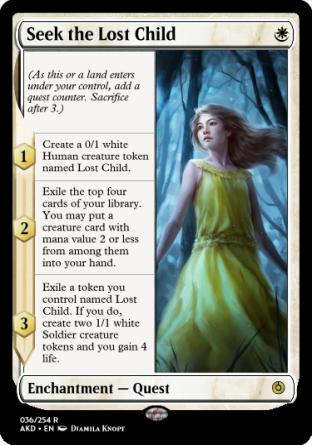 Seek the Lost Child
(As this or a land enters
under your control, add
a quest counter. Sacrifice
after 3.)
1
Create a 0/1 white
Human creature token
named Lost Child.
2
Exile the top four
cards of your library.
You may put a
creature card with
mana value 2 or less
from among them
into your hand.
3
Exile a token you
control named Lost
Child. If you do,
create two 1/1 white
Soldier creature
tokens and you gain 4
life.
Enchantment — Quest
036/254 R
AKD • EN Djamila Knopf